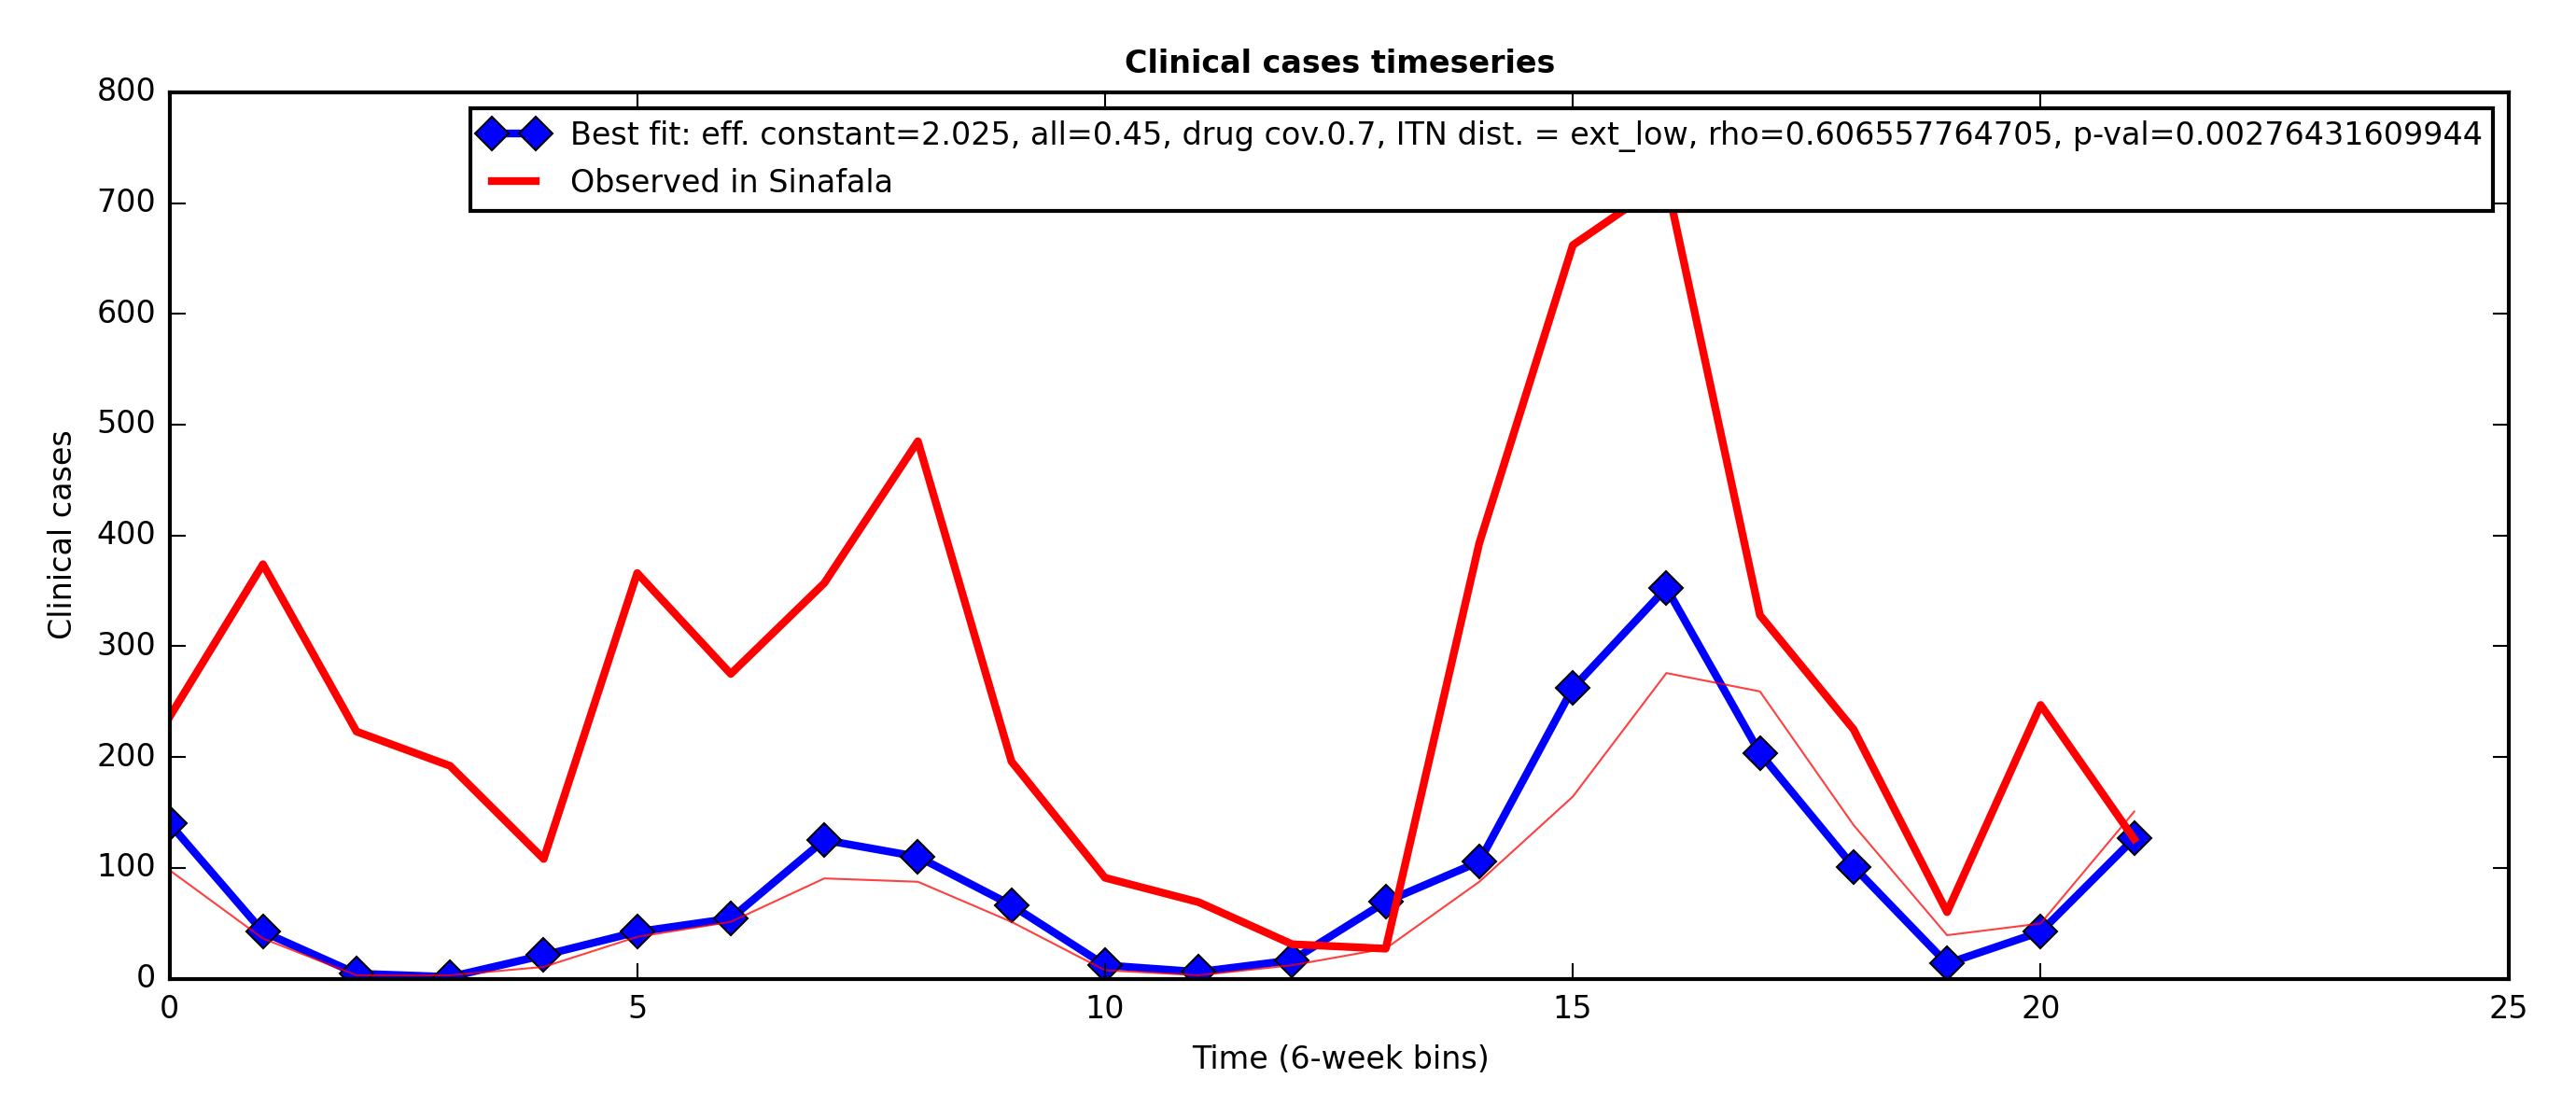 Clinical cases timeseries
800
700
600
500
400
300
200
100
0
Clinical cases
Best fit: eff. constant=2.025, all=0.45, drug cov.0.7, ITN dist. = ext_low, rho=0.606557764705, p-val=0.00276431609944
Observed in Sinafala
0 5 10 15 20 25
Time (6-week bins)